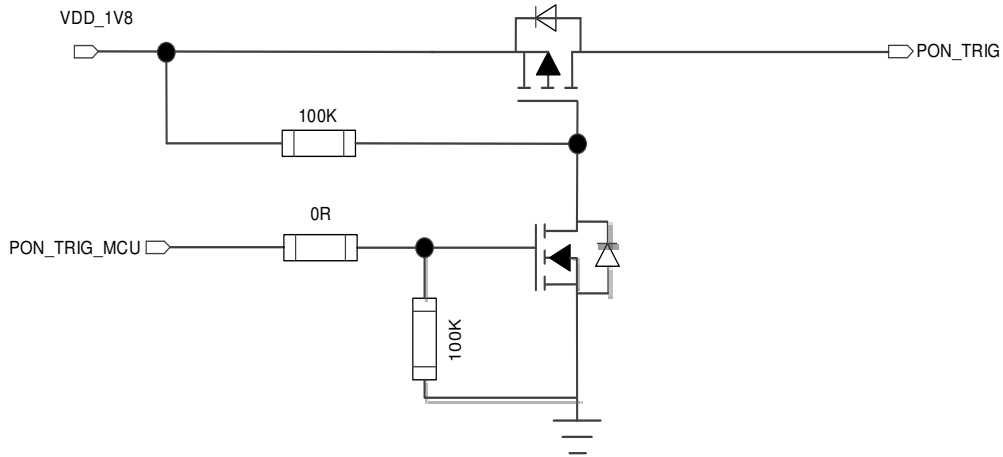 VDD_1V8
PON_TRIG
100K
0R
PON_TRIG_MCU
100K